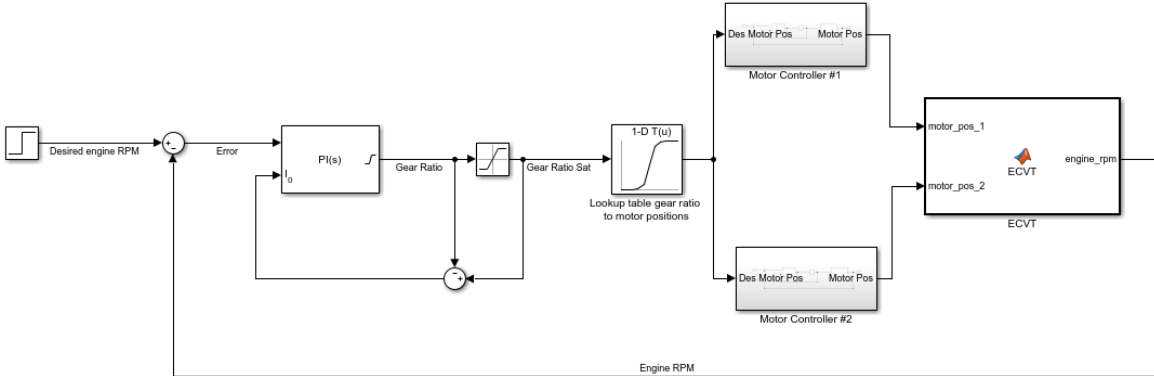 Des Motor Pos
Motor Pos
Motor Controller #1
Desired engine RPM
+
−
Error
PI(s)
I₀
Gear Ratio
Gear Ratio Sat
1-D T(u)
Lookup table gear ratio
to motor positions
motor_pos_1
motor_pos_2
ECVT
engine_rpm
ECVT
−
+
Des Motor Pos
Motor Pos
Motor Controller #2
Engine RPM